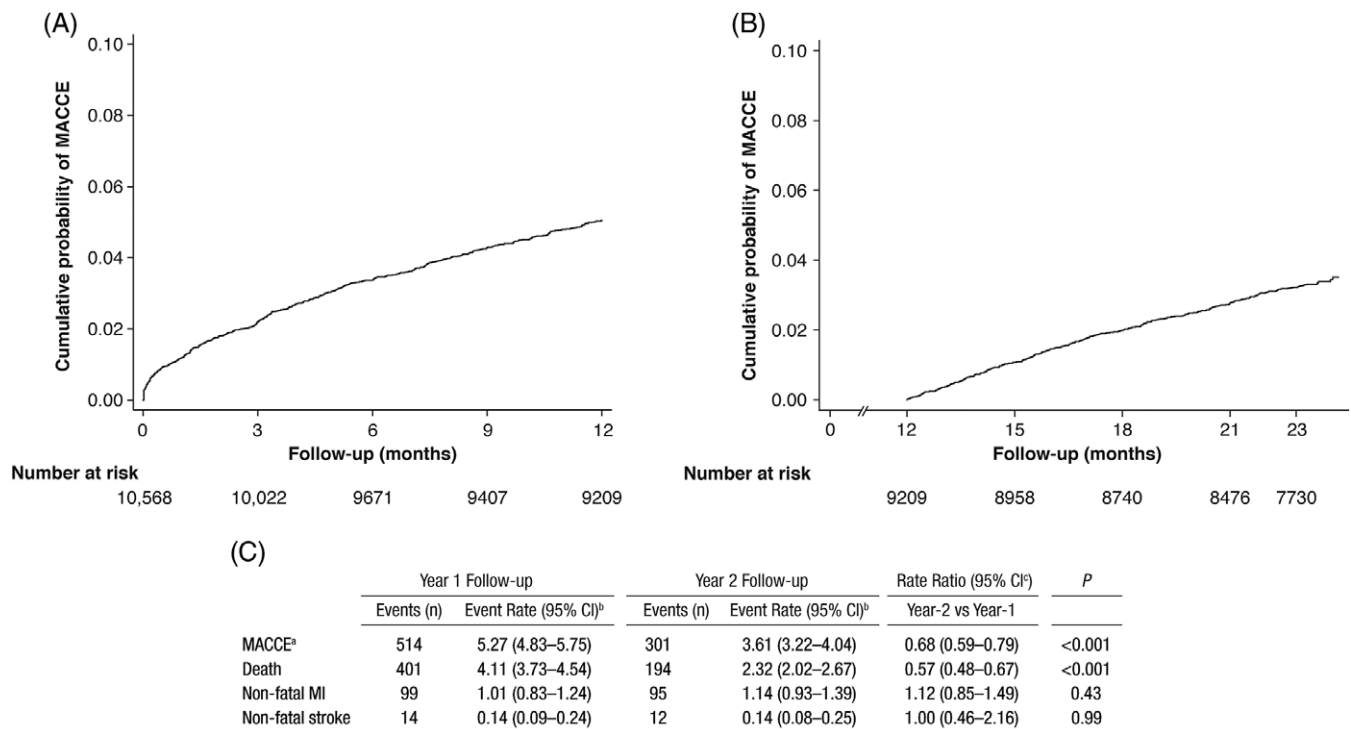 (A)
Cumulative probability of MACCE
0.10
0.08
0.06
0.04
0.02
0.00
0 3 6 9 12
Follow-up (months)
Number at risk
10,568 10,022 9671 9407 9209
(B)
Cumulative probability of MACCE
0.10
0.08
0.06
0.04
0.02
0.00
0 12 15 18 21 23
Follow-up (months)
Number at risk
9209 8958 8740 8476 7730
(C)
Year 1 Follow-up Year 2 Follow-up Rate Ratio (95% CIᶜ) P
Events (n) Event Rate (95% CI)ᵇ Events (n) Event Rate (95% CI)ᵇ Year-2 vs Year-1
MACCEᵃ 514 5.27 (4.83–5.75) 301 3.61 (3.22–4.04) 0.68 (0.59–0.79) <0.001
Death 401 4.11 (3.73–4.54) 194 2.32 (2.02–2.67) 0.57 (0.48–0.67) <0.001
Non-fatal MI 99 1.01 (0.83–1.24) 95 1.14 (0.93–1.39) 1.12 (0.85–1.49) 0.43
Non-fatal stroke 14 0.14 (0.09–0.24) 12 0.14 (0.08–0.25) 1.00 (0.46–2.16) 0.99